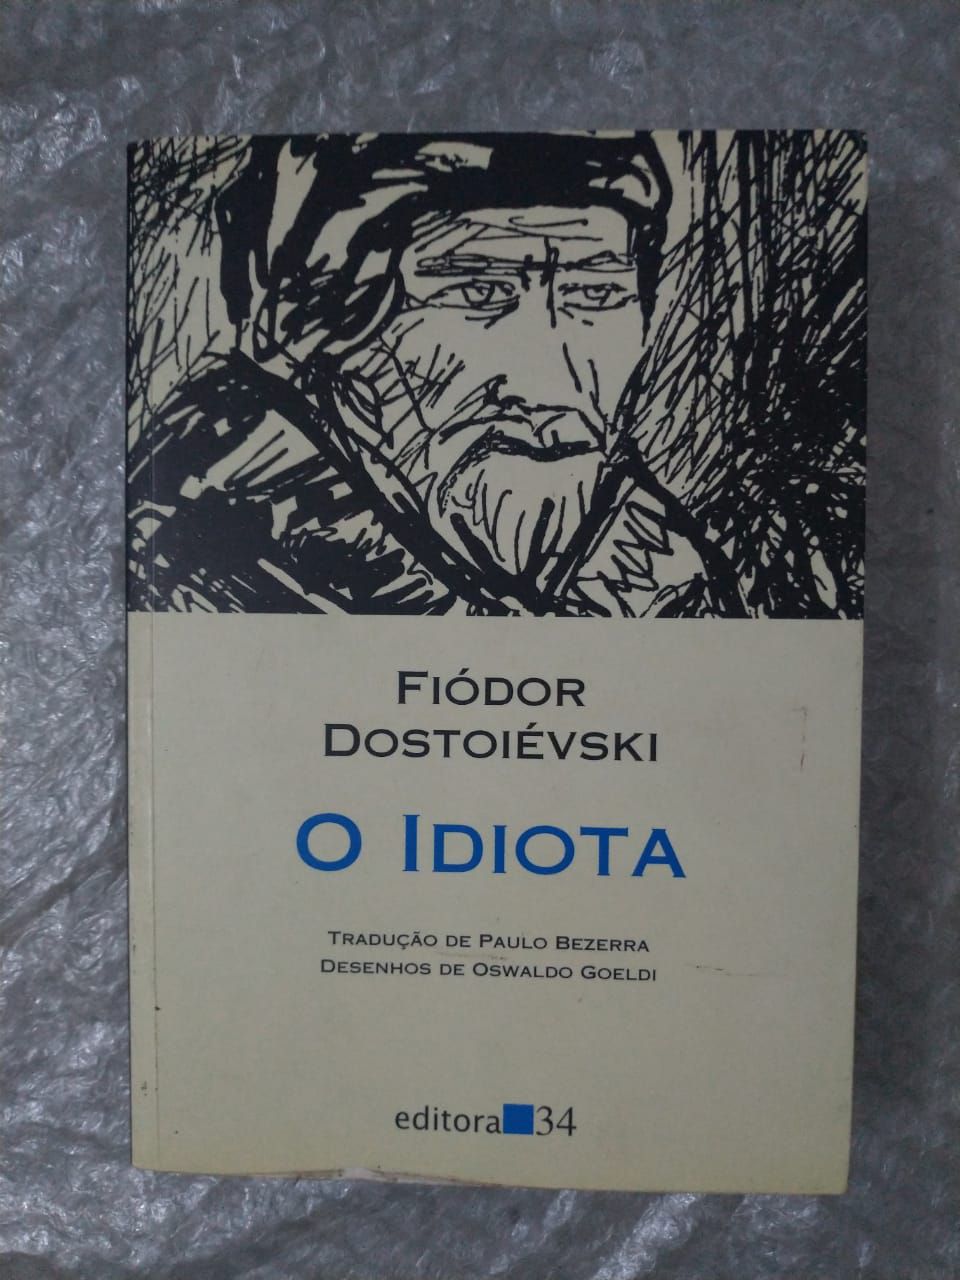 FIÓDOR
DOSTOIÉVSKI
O IDIOTA
TRADUÇÃO DE PAULO BEZERRA
DESENHOS DE OSWALDO GOELDI
editora 34